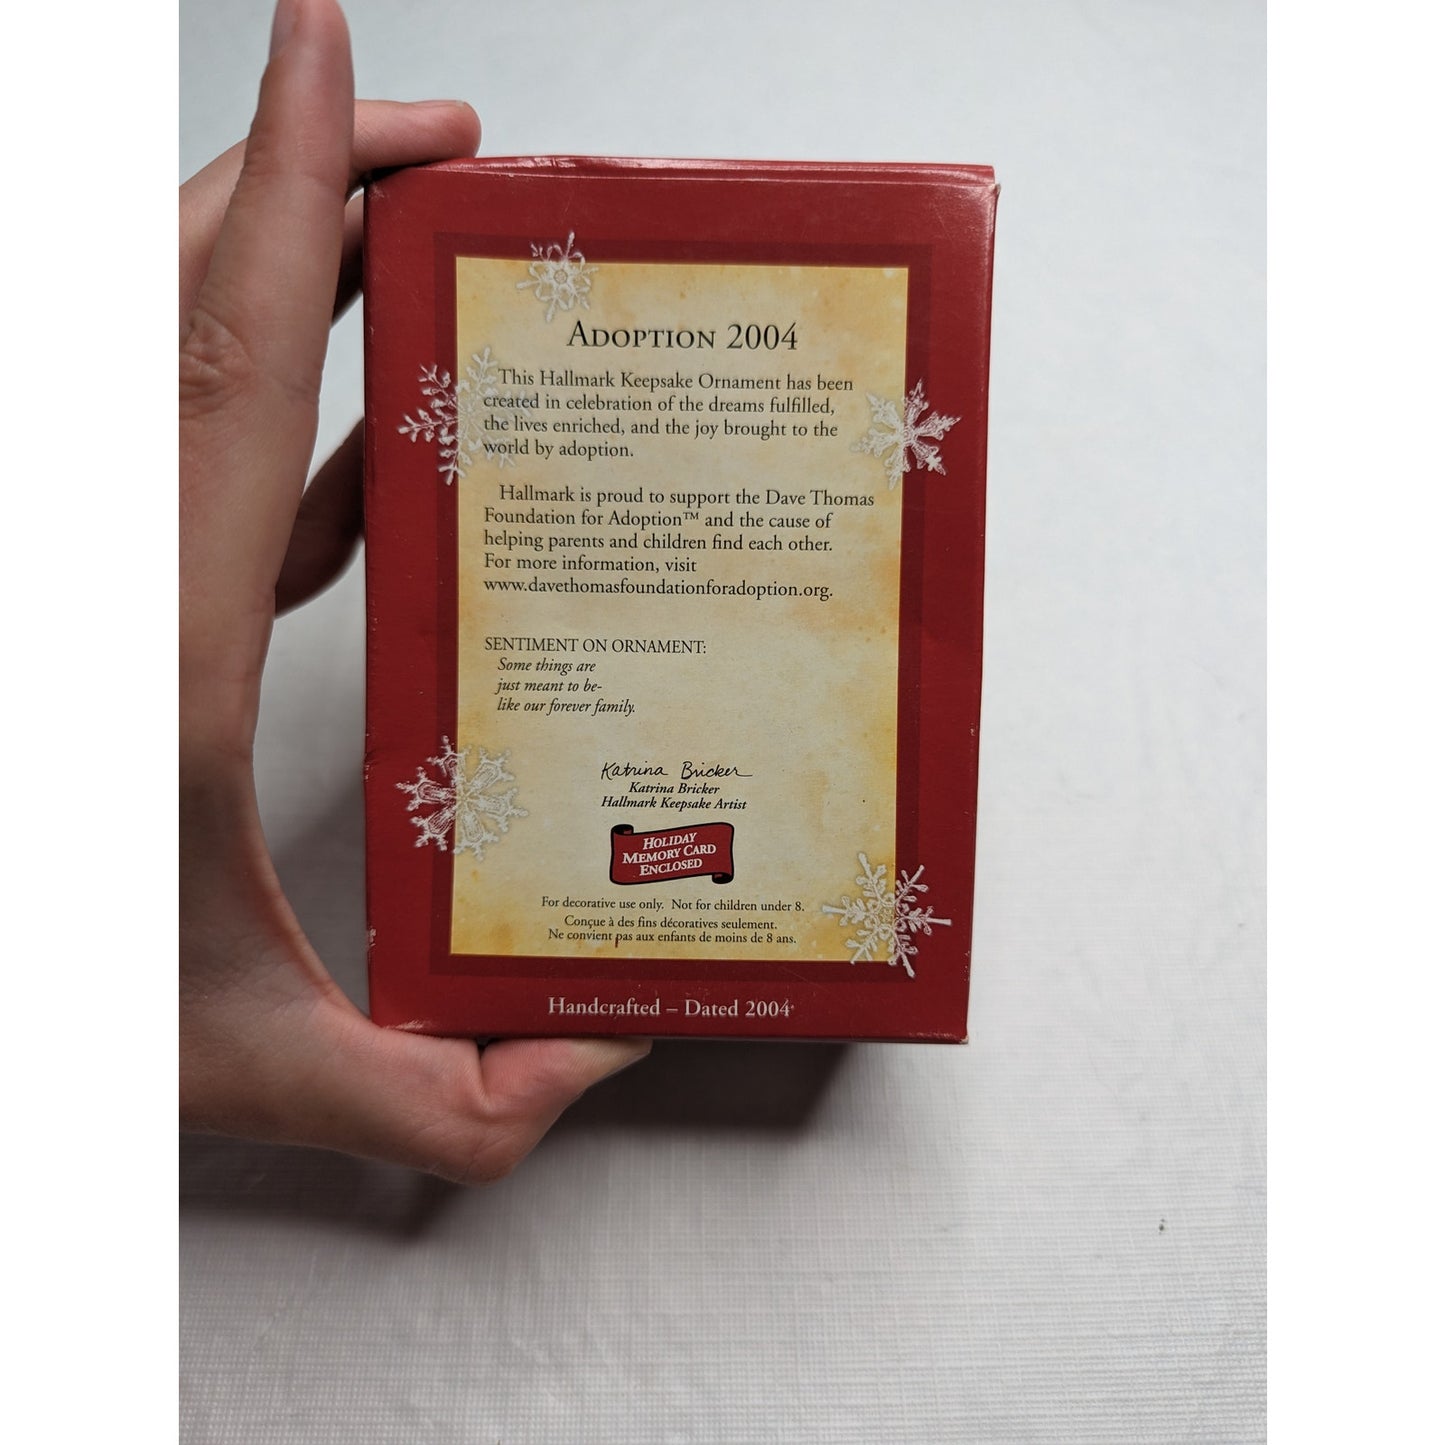 Adoption 2004
This Hallmark Keepsake Ornament has been
created in celebration of the dreams fulfilled,
the lives enriched, and the joy brought to the
world by adoption.
Hallmark is proud to support the Dave Thomas
Foundation for Adoption™ and the cause of
helping parents and children find each other.
For more information, visit
www.davethomasfoundationforadoption.org.
SENTIMENT ON ORNAMENT:
Some things are
just meant to be-
like our forever family.
Katrina Bricker
Katrina Bricker
Hallmark Keepsake Artist
Holiday
Memory Card
Enclosed
For decorative use only. Not for children under 8.
Conçue à des fins décoratives seulement.
Ne convient pas aux enfants de moins de 8 ans.
Handcrafted – Dated 2004